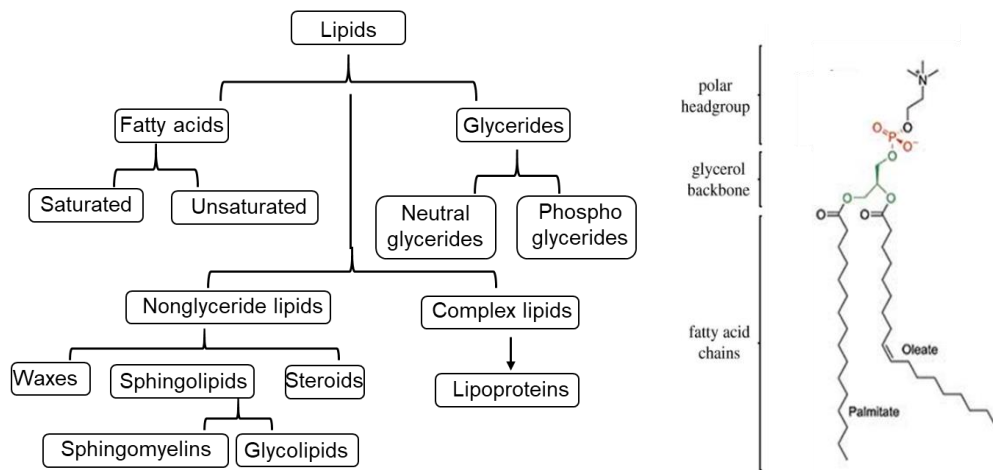 Lipids
Fatty acids
Glycerides
Saturated
Unsaturated
Neutral
glycerides
Phospho
glycerides
Nonglyceride lipids
Complex lipids
Waxes
Sphingolipids
Steroids
Lipoproteins
Sphingomyelins
Glycolipids
polar
headgroup
glycerol
backbone
fatty acid
chains
N+
O
O P O-
O
O
O
O
O
Oleate
Palmitate